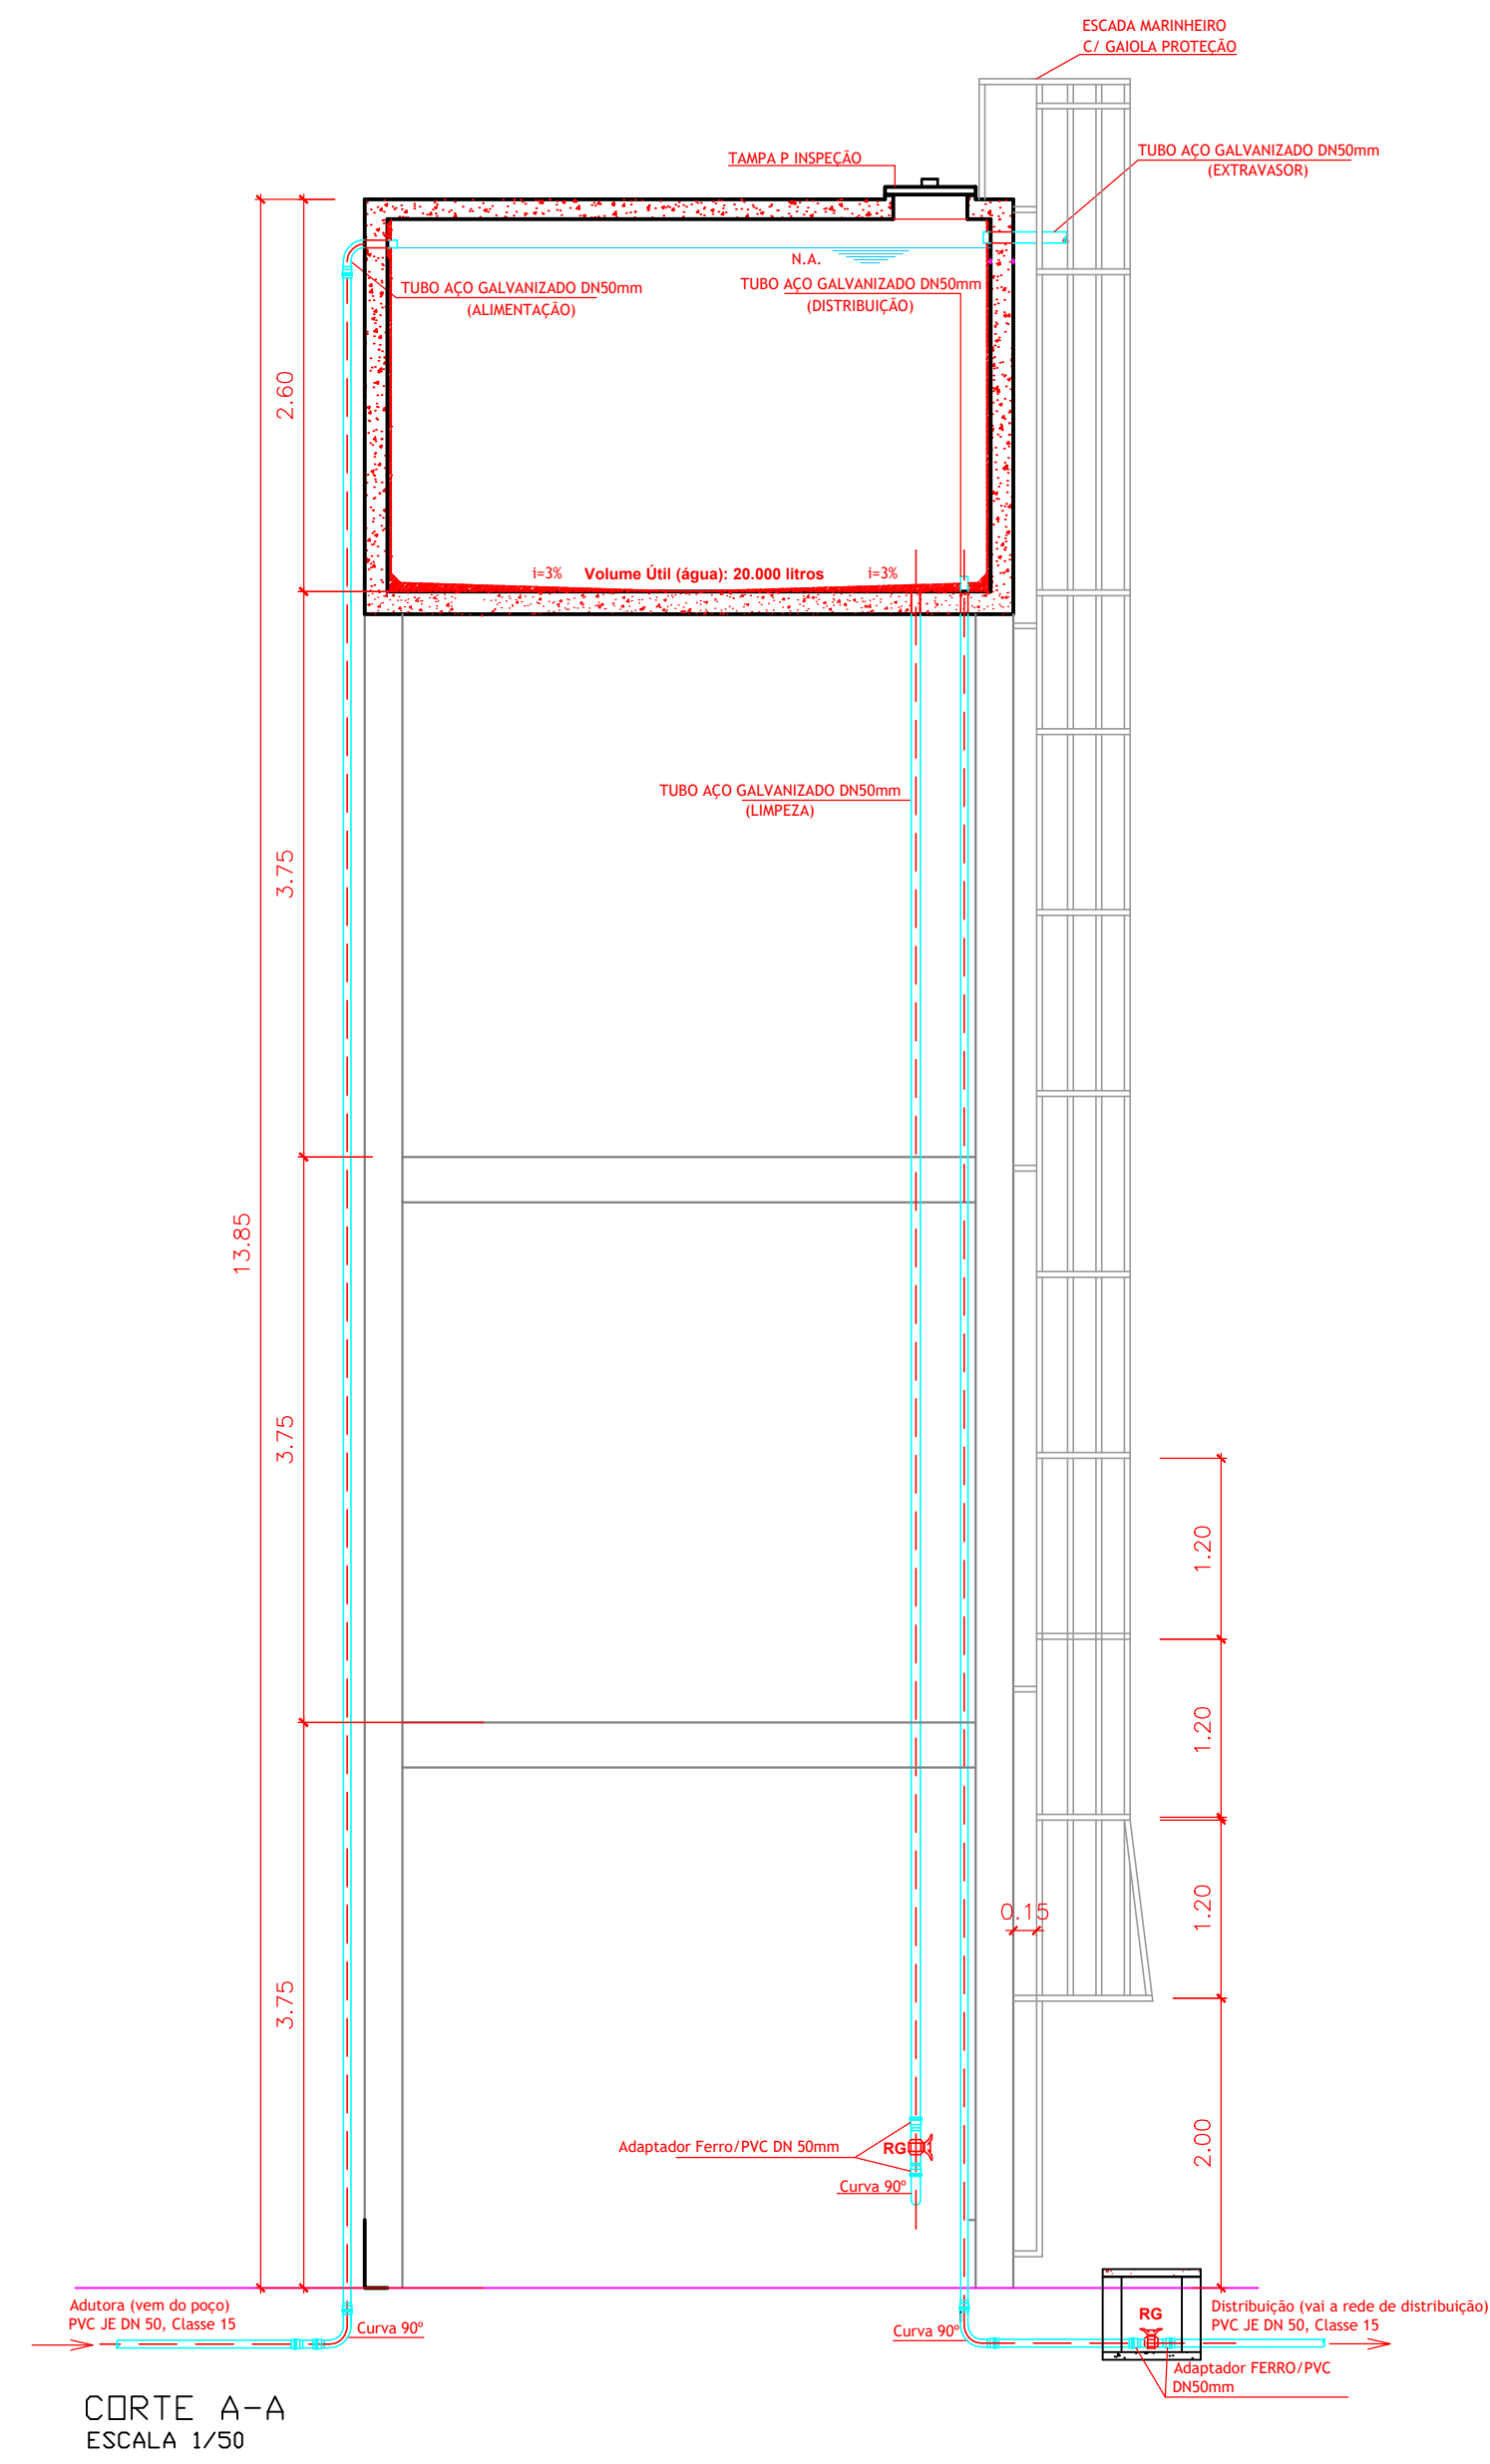 ESCADA MARINHEIRO
C/ GAIOLA PROTEÇÃO
TUBO AÇO GALVANIZADO DN50mm
(EXTRAVASOR)
TAMPA P INSPEÇÃO
N.A.
TUBO AÇO GALVANIZADO DN50mm
(ALIMENTAÇÃO)
TUBO AÇO GALVANIZADO DN50mm
(DISTRIBUIÇÃO)
2.60
i=3%
Volume Útil (água): 20.000 litros
i=3%
TUBO AÇO GALVANIZADO DN50mm
(LIMPEZA)
3.75
13.85
3.75
1.20
1.20
1.20
0.15
3.75
2.00
Adaptador Ferro/PVC DN 50mm
RG
Curva 90º
Adutora (vem do poço)
PVC JE DN 50, Classe 15
Curva 90º
Curva 90º
RG
Distribuição (vai a rede de distribuição)
PVC JE DN 50, Classe 15
Adaptador FERRO/PVC
DN50mm
CORTE A-A
ESCALA 1/50